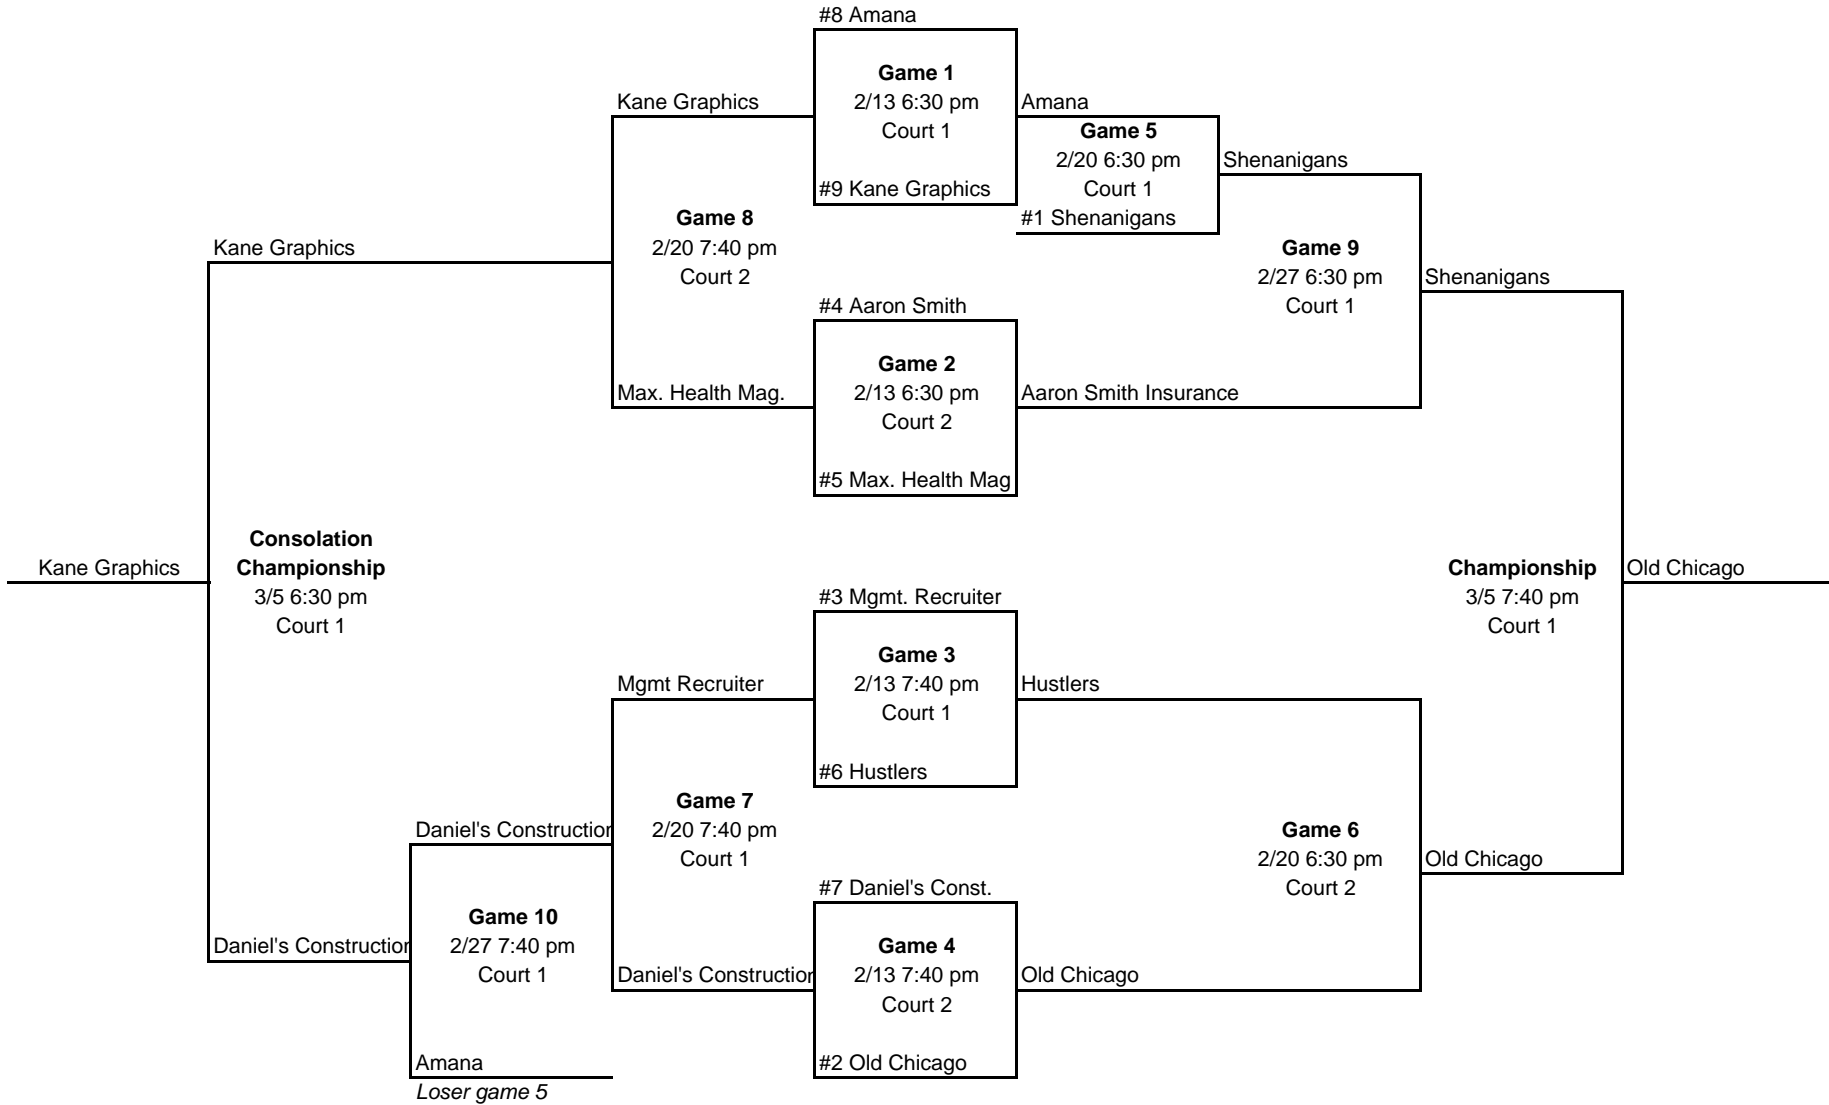 #8 Amana
Game 1
2/13 6:30 pm
Court 1
#9 Kane Graphics
Kane Graphics
Amana
Game 5
2/20 6:30 pm
Court 1
#1 Shenanigans
Shenanigans
Game 8
2/20 7:40 pm
Court 2
Kane Graphics
Game 9
2/27 6:30 pm
Court 1
Shenanigans
#4 Aaron Smith
Game 2
2/13 6:30 pm
Court 2
#5 Max. Health Mag
Max. Health Mag.
Aaron Smith Insurance
Consolation
Championship
3/5 6:30 pm
Court 1
Kane Graphics
Championship
3/5 7:40 pm
Court 1
Old Chicago
#3 Mgmt. Recruiter
Game 3
2/13 7:40 pm
Court 1
#6 Hustlers
Mgmt Recruiter
Hustlers
Game 7
2/20 7:40 pm
Court 1
Daniel's Construction
Game 6
2/20 6:30 pm
Court 2
Old Chicago
#7 Daniel's Const.
Game 4
2/13 7:40 pm
Court 2
#2 Old Chicago
Daniel's Construction
Old Chicago
Game 10
2/27 7:40 pm
Court 1
Daniel's Construction
Amana
Loser game 5